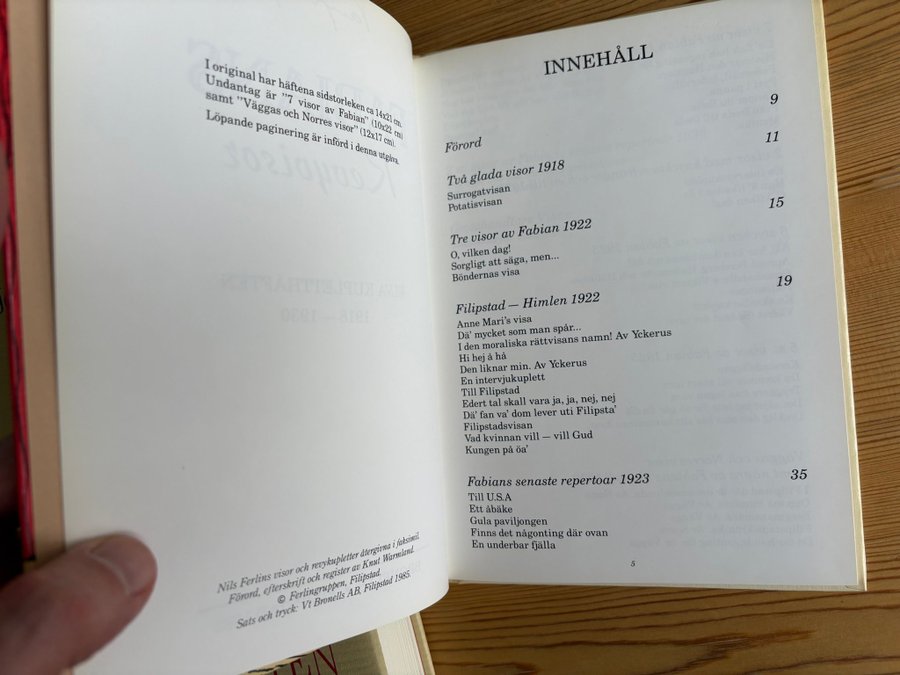 I original har häftena sidstorleken ca 14x21 cm.
Undantag är "7 visor av Fabian" (10x22 cm)
samt "Väggas och Norres visor" (12x17 cm).
Löpande paginering är införd i denna utgåva.
Nils Ferlins visor och revykupletter återgivna i faksimil.
Förord, efterskrift och register av Knut Warmland.
© Ferlingruppen, Filipstad.
Sats och tryck: Vt Bronells AB, Filipstad 1985.
INNEHÅLL
Förord 9
Två glada visor 1918 11
Surrogatvisan
Potatisvisan
Tre visor av Fabian 1922 15
O, vilken dag!
Sorgligt att säga, men...
Böndernas visa
Filipstad — Himlen 1922 19
Anne Mari's visa
Dä' mycket som man spår...
I den moraliska rättvisans namn! Av Yckerus
Hi hej å hå
Den liknar min. Av Yckerus
En intervjukuplett
Till Filipstad
Edert tal skall vara ja, ja, nej, nej
Dä' fan va' dom lever uti Filipsta'
Filipstadsvisan
Vad kvinnan vill — vill Gud
Kungen på öa'
Fabians senaste repertoar 1923 35
Till U.S.A
Ett åbäke
Gula paviljongen
Finns det någonting där ovan
En underbar fjälla
5